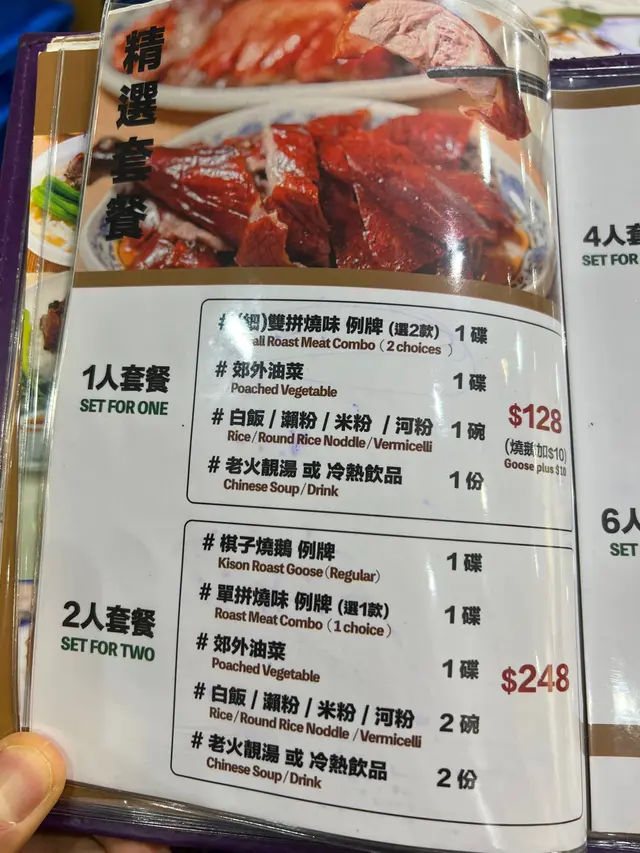 精選套餐
1人套餐
SET FOR ONE
# (細)雙拼燒味 例牌 (選2款) 1碟
Roast Meat Combo (2 choices)
# 郊外油菜 1碟
Poached Vegetable
# 白飯 / 瀨粉 / 米粉 / 河粉 1碗
Rice/Round Rice Noddle/Vermicelli
# 老火靚湯 或 冷熱飲品 1份
Chinese Soup/Drink
$128
(燒鵝加$10)
Goose plus $10
2人套餐
SET FOR TWO
# 棋子燒鵝 例牌 1碟
Kison Roast Goose (Regular)
# 單拼燒味 例牌 (選1款) 1碟
Roast Meat Combo (1 choice)
# 郊外油菜 1碟
Poached Vegetable
# 白飯 / 瀨粉 / 米粉 / 河粉 2碗
Rice/Round Rice Noddle/Vermicelli
# 老火靚湯 或 冷熱飲品 2份
Chinese Soup/Drink
$248
4人套
SET FOR
6人
SET